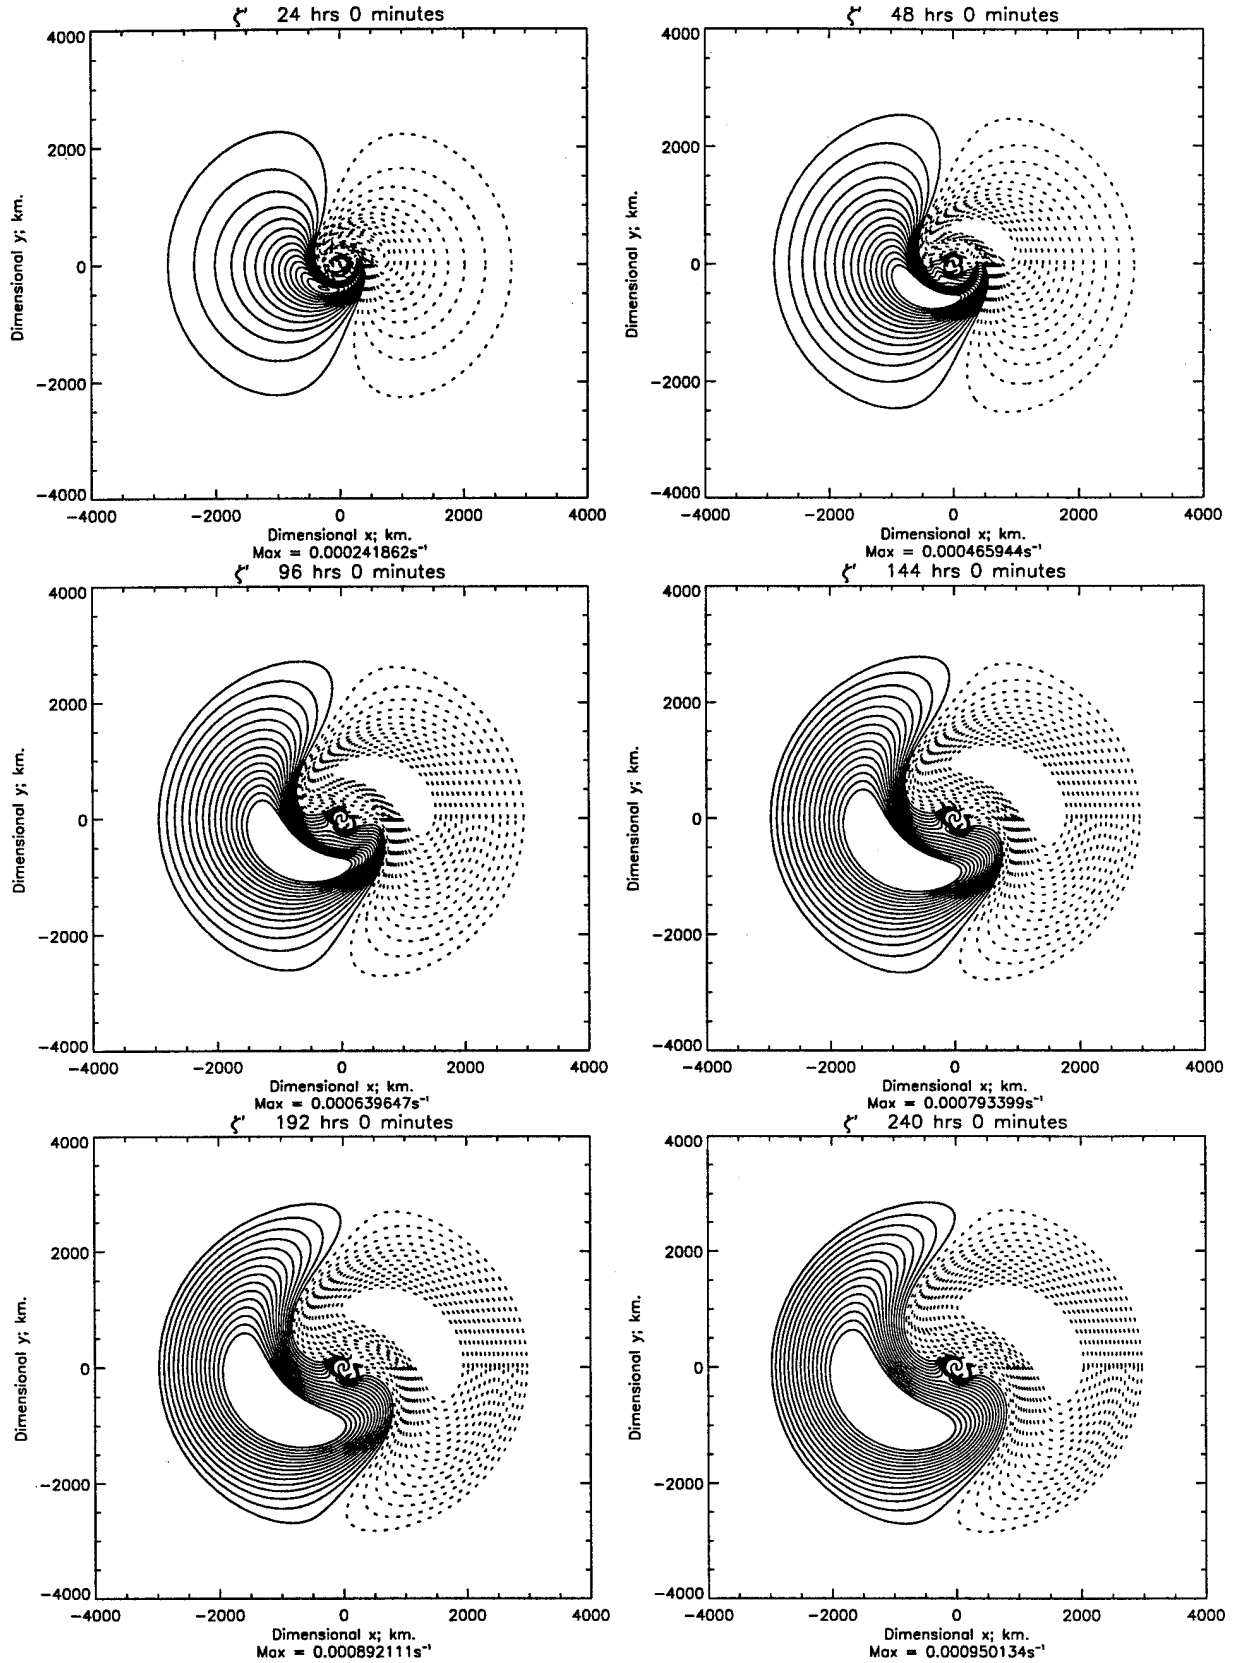 ζ' 24 hrs 0 minutes
4000
2000
0
−2000
−4000
Dimensional y; km.
−4000 −2000 0 2000 4000
Dimensional x; km.
Max = 0.000241862s⁻¹
ζ' 48 hrs 0 minutes
4000
2000
0
−2000
−4000
Dimensional y; km.
−4000 −2000 0 2000 4000
Dimensional x; km.
Max = 0.000465944s⁻¹
ζ' 96 hrs 0 minutes
4000
2000
0
−2000
−4000
Dimensional y; km.
−4000 −2000 0 2000 4000
Dimensional x; km.
Max = 0.000639647s⁻¹
ζ' 144 hrs 0 minutes
4000
2000
0
−2000
−4000
Dimensional y; km.
−4000 −2000 0 2000 4000
Dimensional x; km.
Max = 0.000793399s⁻¹
ζ' 192 hrs 0 minutes
4000
2000
0
−2000
−4000
Dimensional y; km.
−4000 −2000 0 2000 4000
Dimensional x; km.
Max = 0.000892111s⁻¹
ζ' 240 hrs 0 minutes
4000
2000
0
−2000
−4000
Dimensional y; km.
−4000 −2000 0 2000 4000
Dimensional x; km.
Max = 0.000950134s⁻¹